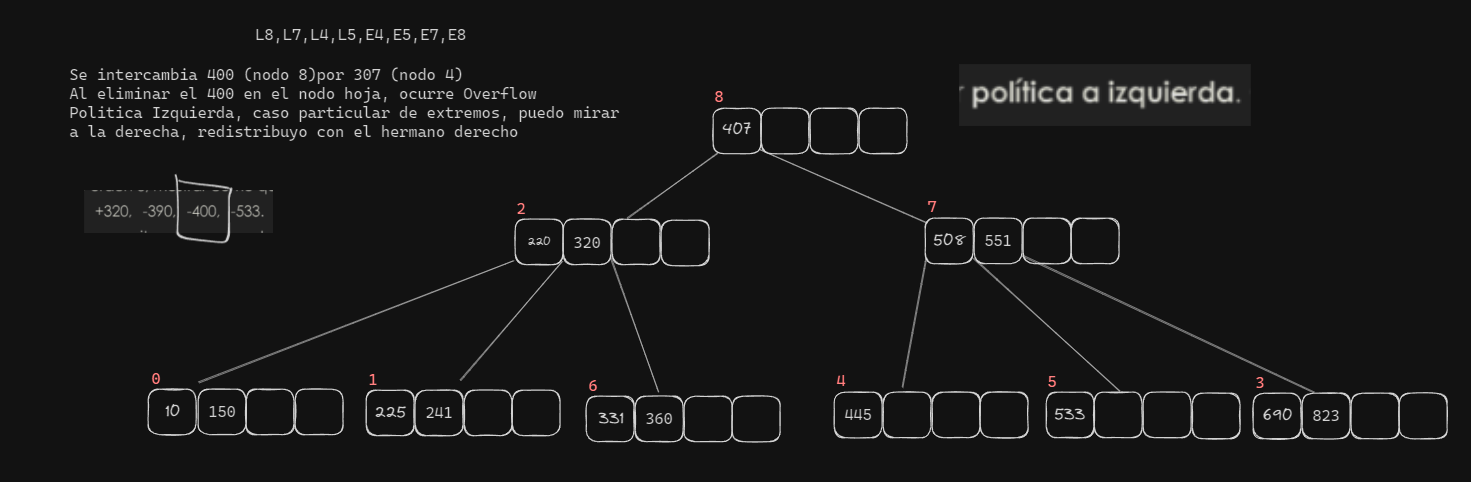 L8,L7,L4,L5,E4,E5,E7,E8
Se intercambia 400 (nodo 8)por 307 (nodo 4)
Al eliminar el 400 en el nodo hoja, ocurre Overflow
Politica Izquierda, caso particular de extremos, puedo mirar
a la derecha, redistribuyo con el hermano derecho
política a izquierda.
+320, -390, -400, -533.
8
407
2
220 320
7
508 551
0
10 150
1
225 241
6
331 360
4
445
5
533
3
690 823